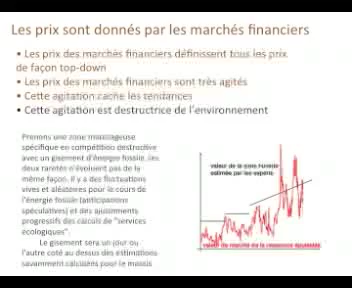 Les prix sont donnés par les marchés financiers
• Les prix des marchés financiers définissent tous les prix
de façon top-down
• Les prix des marchés financiers sont très agités
• Cette agitation cache les tendances
• Cette agitation est destructrice de l'environnement
Prenons une zone
spécifique en compétition destructive
avec un gisement d'énergie fossile, les
deux raretés n'évoluent pas de la
même façon. Il y a des fluctuations
vives et aléatoires pour le cours de
l'énergie fossile (anticipations
spéculatives) et des ajustements
progressifs des calculs de "services
écologiques".
Le gisement sera un jour ou
l'autre coté au dessus des estimations
savamment calculées pour le massif
valeur de la zone humide
estimée par les experts
valeur de marché de la ressource épuisable